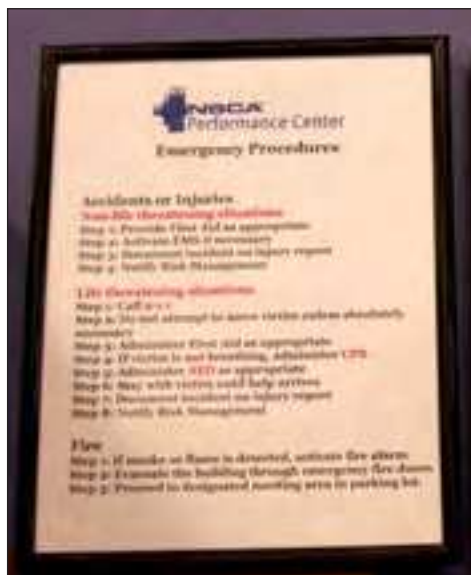 NSCA
Performance Center
Emergency Procedures
Accidents or Injuries
Non-life threatening situations
Step 1: Provide First Aid as appropriate
Step 2: Activate EMS if necessary
Step 3: Document incident on injury report
Step 4: Notify Risk Management
Life threatening situations
Step 1: Call 9-1-1
Step 2: Do not attempt to move victim unless absolutely
necessary
Step 3: Administer First Aid as appropriate
Step 4: If victim is not breathing, administer CPR
Step 5: Administer AED as appropriate
Step 6: Stay with victim until help arrives
Step 7: Document incident on injury report
Step 8: Notify Risk Management
Fire
Step 1: If smoke or flame is detected, activate fire alarm
Step 2: Evacuate the building through emergency fire doors
Step 3: Proceed to designated meeting area in parking lot